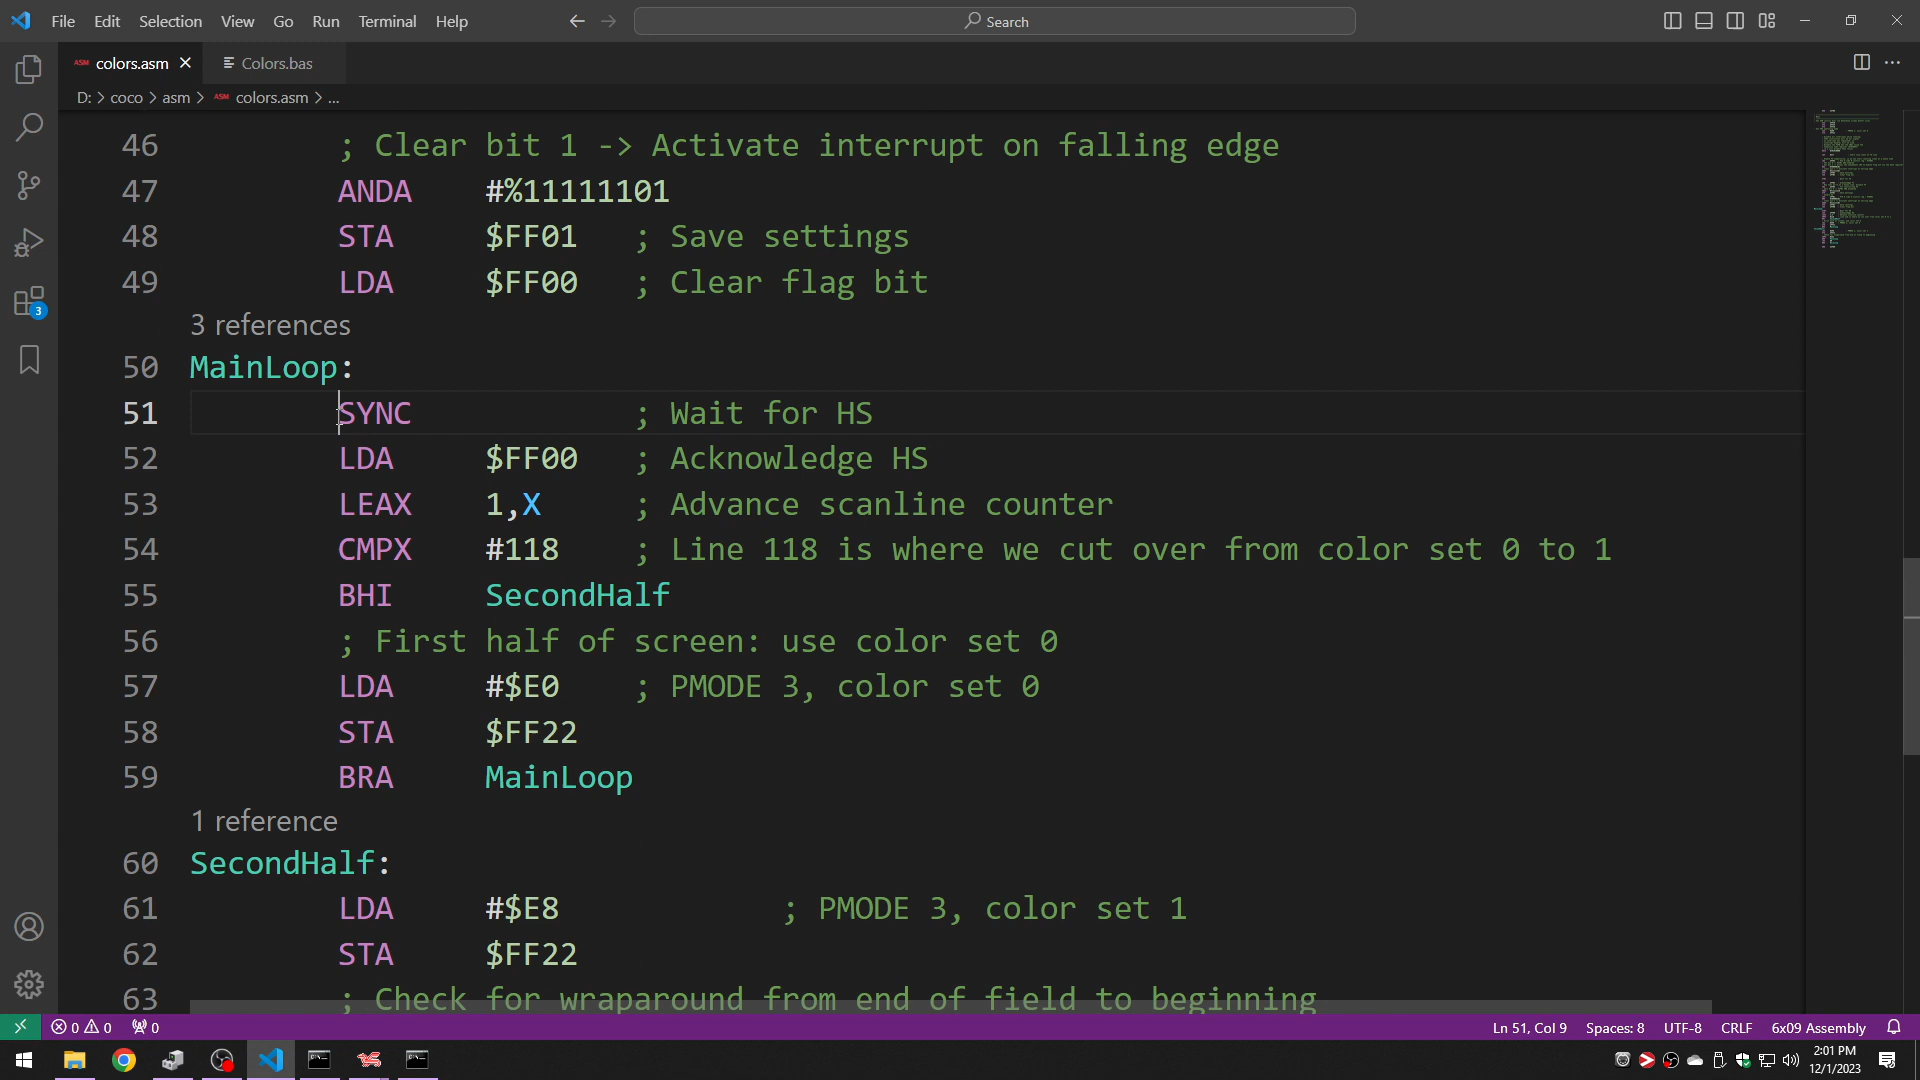 File Edit Selection View Go Run Terminal Help Search
ASM colors.asm Colors.bas
D: > coco > asm > ASM colors.asm > ...
46 ; Clear bit 1 -> Activate interrupt on falling edge
47 ANDA #%11111101
48 STA $FF01 ; Save settings
49 LDA $FF00 ; Clear flag bit
3 references
50 MainLoop:
51 SYNC ; Wait for HS
52 LDA $FF00 ; Acknowledge HS
53 LEAX 1,X ; Advance scanline counter
54 CMPX #118 ; Line 118 is where we cut over from color set 0 to 1
55 BHI SecondHalf
56 ; First half of screen: use color set 0
57 LDA #$E0 ; PMODE 3, color set 0
58 STA $FF22
59 BRA MainLoop
1 reference
60 SecondHalf:
61 LDA #$E8 ; PMODE 3, color set 1
62 STA $FF22
63 ; Check for wraparound from end of field to beginning
3
0 0 0 Ln 51, Col 9 Spaces: 8 UTF-8 CRLF 6x09 Assembly
2:01 PM
12/1/2023